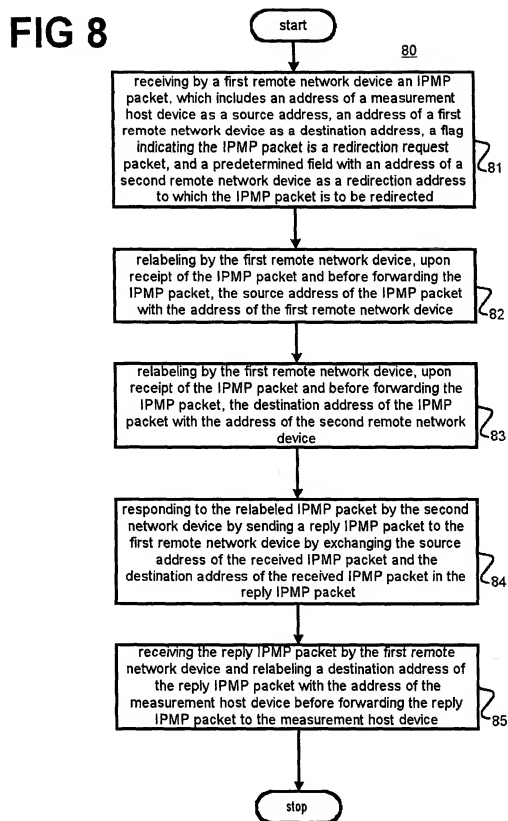 FIG 8
start
80
receiving by a first remote network device an IPMP
packet, which includes an address of a measurement
host device as a source address, an address of a first
remote network device as a destination address, a flag
indicating the IPMP packet is a redirection request
packet, and a predetermined field with an address of a
second remote network device as a redirection address
to which the IPMP packet is to be redirected
81
relabeling by the first remote network device, upon
receipt of the IPMP packet and before forwarding the
IPMP packet, the source address of the IPMP packet
with the address of the first remote network device
82
relabeling by the first remote network device, upon
receipt of the IPMP packet and before forwarding the
IPMP packet, the destination address of the IPMP
packet with the address of the second remote network
device
83
responding to the relabeled IPMP packet by the second
network device by sending a reply IPMP packet to the
first remote network device by exchanging the source
address of the received IPMP packet and the
destination address of the received IPMP packet in the
reply IPMP packet
84
receiving the reply IPMP packet by the first remote
network device and relabeling a destination address of
the reply IPMP packet with the address of the
measurement host device before forwarding the reply
IPMP packet to the measurement host device
85
stop